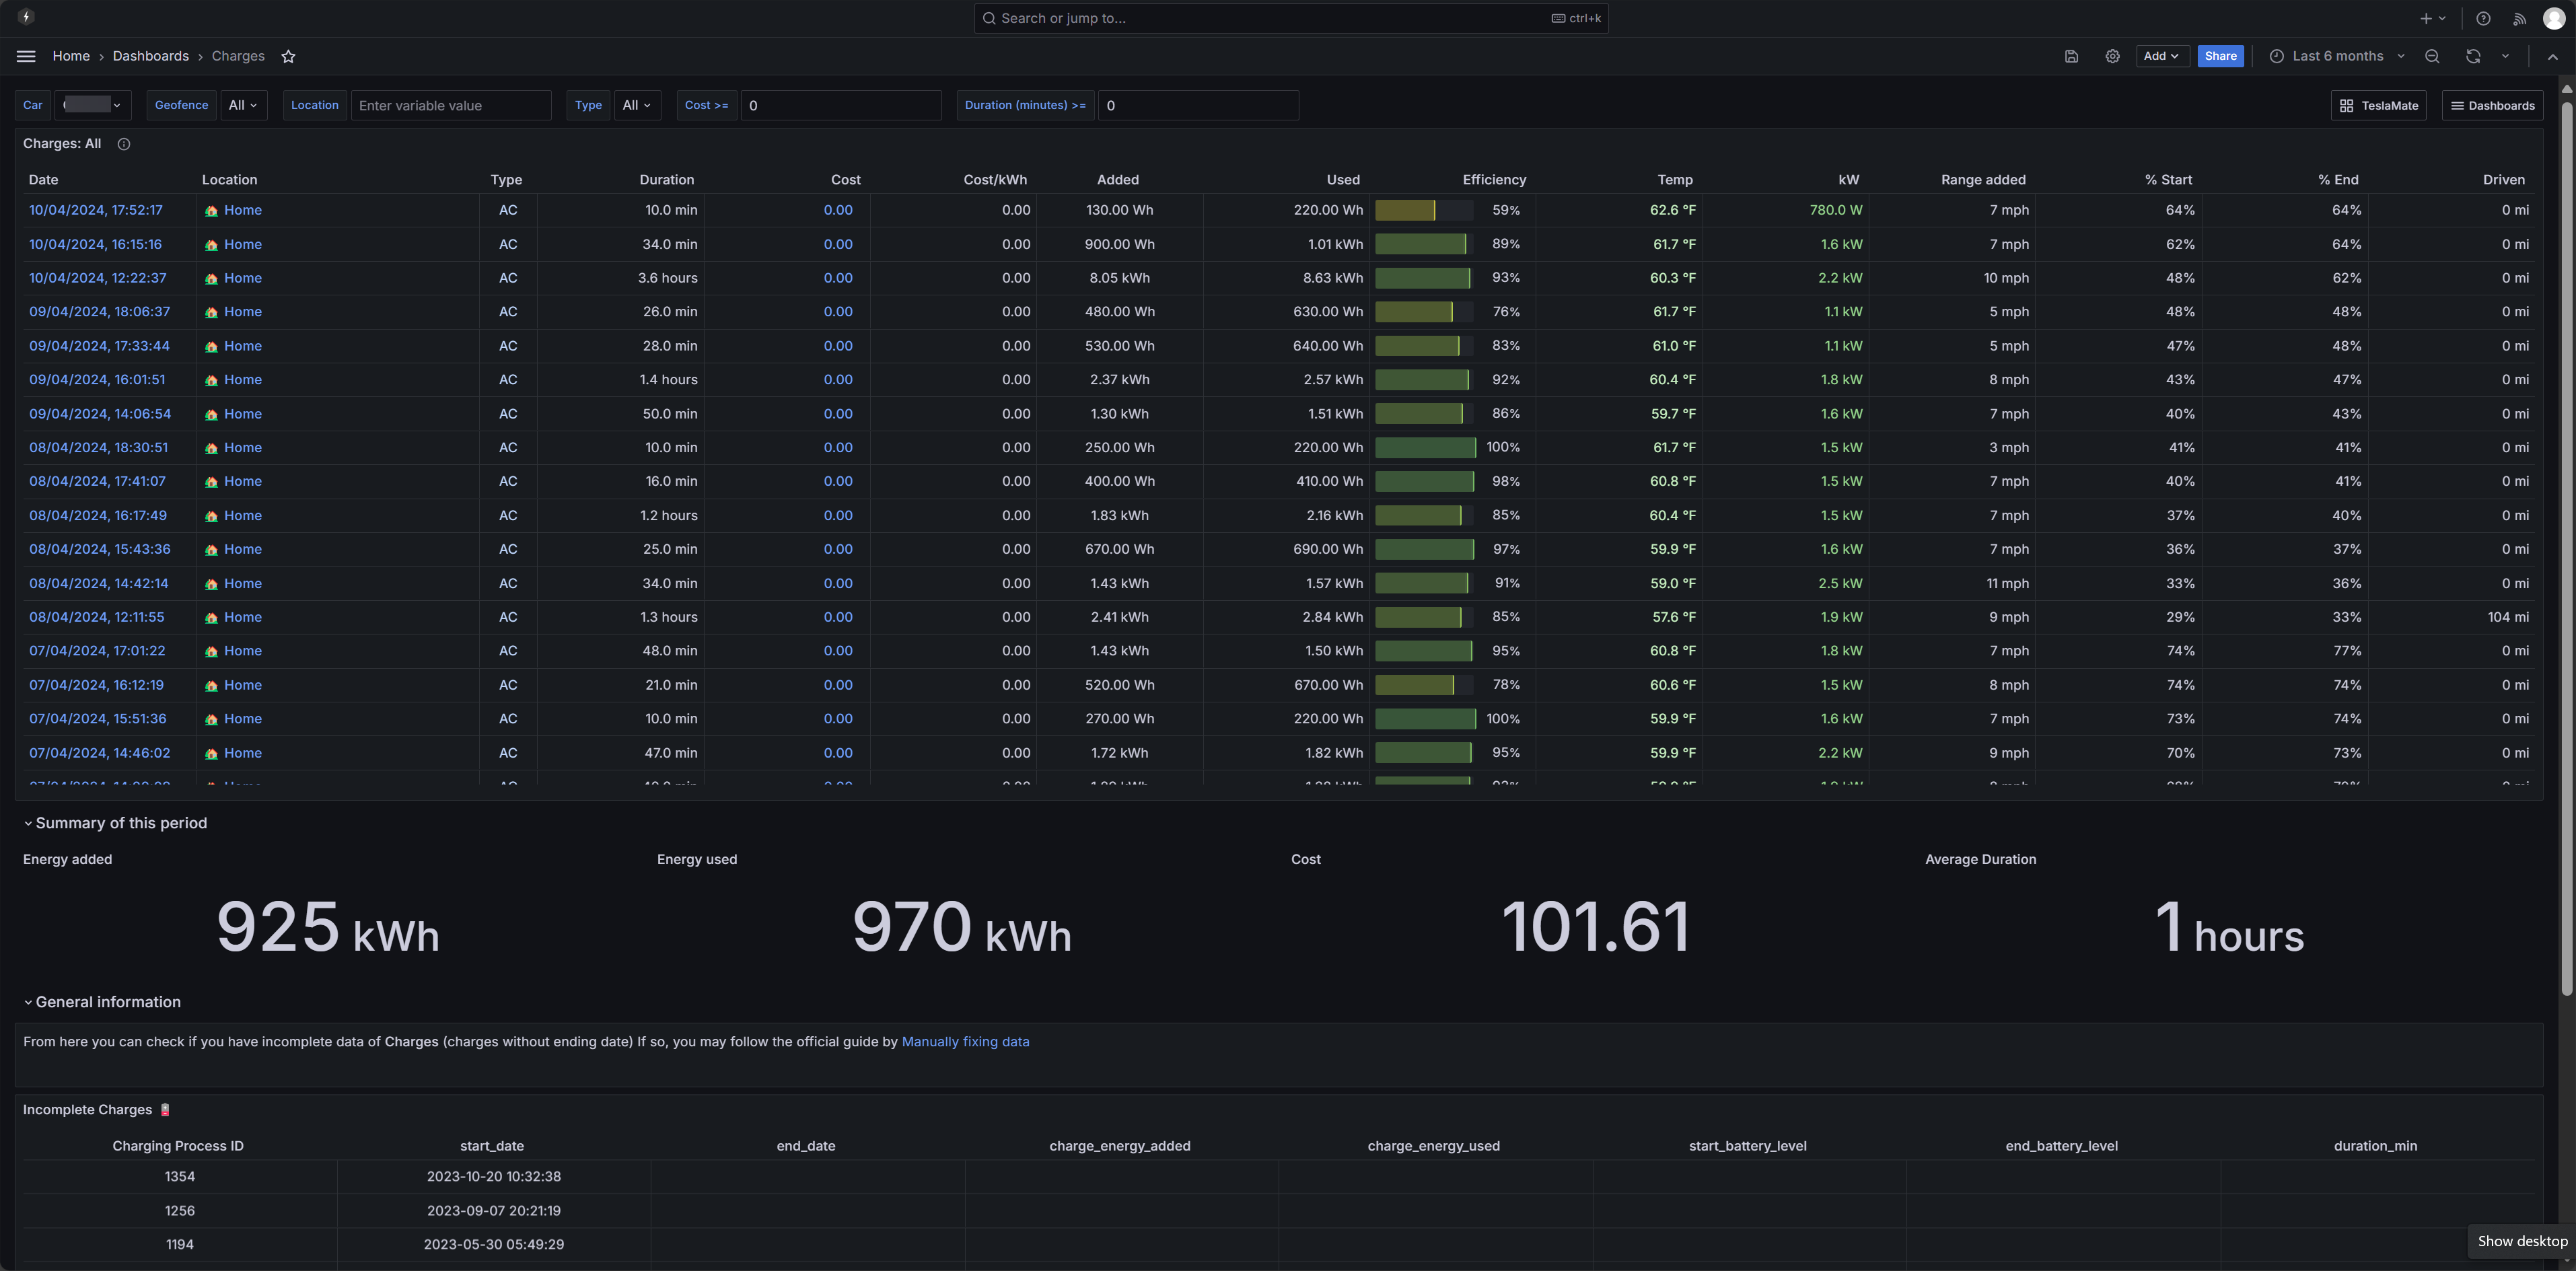 Search or jump to... ctrl+k
Home › Dashboards › Charges Add Share Last 6 months
Car Geofence All Location Enter variable value Type All Cost >= 0 Duration (minutes) >= 0 TeslaMate Dashboards
Charges: All
Date Location Type Duration Cost Cost/kWh Added Used Efficiency Temp kW Range added % Start % End Driven
10/04/2024, 17:52:17 Home AC 10.0 min 0.00 0.00 130.00 Wh 220.00 Wh 59% 62.6 °F 780.0 W 7 mph 64% 64% 0 mi
10/04/2024, 16:15:16 Home AC 34.0 min 0.00 0.00 900.00 Wh 1.01 kWh 89% 61.7 °F 1.6 kW 7 mph 62% 64% 0 mi
10/04/2024, 12:22:37 Home AC 3.6 hours 0.00 0.00 8.05 kWh 8.63 kWh 93% 60.3 °F 2.2 kW 10 mph 48% 62% 0 mi
09/04/2024, 18:06:37 Home AC 26.0 min 0.00 0.00 480.00 Wh 630.00 Wh 76% 61.7 °F 1.1 kW 5 mph 48% 48% 0 mi
09/04/2024, 17:33:44 Home AC 28.0 min 0.00 0.00 530.00 Wh 640.00 Wh 83% 61.0 °F 1.1 kW 5 mph 47% 48% 0 mi
09/04/2024, 16:01:51 Home AC 1.4 hours 0.00 0.00 2.37 kWh 2.57 kWh 92% 60.4 °F 1.8 kW 8 mph 43% 47% 0 mi
09/04/2024, 14:06:54 Home AC 50.0 min 0.00 0.00 1.30 kWh 1.51 kWh 86% 59.7 °F 1.6 kW 7 mph 40% 43% 0 mi
08/04/2024, 18:30:51 Home AC 10.0 min 0.00 0.00 250.00 Wh 220.00 Wh 100% 61.7 °F 1.5 kW 3 mph 41% 41% 0 mi
08/04/2024, 17:41:07 Home AC 16.0 min 0.00 0.00 400.00 Wh 410.00 Wh 98% 60.8 °F 1.5 kW 7 mph 40% 41% 0 mi
08/04/2024, 16:17:49 Home AC 1.2 hours 0.00 0.00 1.83 kWh 2.16 kWh 85% 60.4 °F 1.5 kW 7 mph 37% 40% 0 mi
08/04/2024, 15:43:36 Home AC 25.0 min 0.00 0.00 670.00 Wh 690.00 Wh 97% 59.9 °F 1.6 kW 7 mph 36% 37% 0 mi
08/04/2024, 14:42:14 Home AC 34.0 min 0.00 0.00 1.43 kWh 1.57 kWh 91% 59.0 °F 2.5 kW 11 mph 33% 36% 0 mi
08/04/2024, 12:11:55 Home AC 1.3 hours 0.00 0.00 2.41 kWh 2.84 kWh 85% 57.6 °F 1.9 kW 9 mph 29% 33% 104 mi
07/04/2024, 17:01:22 Home AC 48.0 min 0.00 0.00 1.43 kWh 1.50 kWh 95% 60.8 °F 1.8 kW 7 mph 74% 77% 0 mi
07/04/2024, 16:12:19 Home AC 21.0 min 0.00 0.00 520.00 Wh 670.00 Wh 78% 60.6 °F 1.5 kW 8 mph 74% 74% 0 mi
07/04/2024, 15:51:36 Home AC 10.0 min 0.00 0.00 270.00 Wh 220.00 Wh 100% 59.9 °F 1.6 kW 7 mph 73% 74% 0 mi
07/04/2024, 14:46:02 Home AC 47.0 min 0.00 0.00 1.72 kWh 1.82 kWh 95% 59.9 °F 2.2 kW 9 mph 70% 73% 0 mi
Summary of this period
Energy added Energy used Cost Average Duration
925 kWh 970 kWh 101.61 1 hours
General information
From here you can check if you have incomplete data of Charges (charges without ending date) If so, you may follow the official guide by Manually fixing data
Incomplete Charges
Charging Process ID start_date end_date charge_energy_added charge_energy_used start_battery_level end_battery_level duration_min
1354 2023-10-20 10:32:38
1256 2023-09-07 20:21:19
1194 2023-05-30 05:49:29
Show desktop